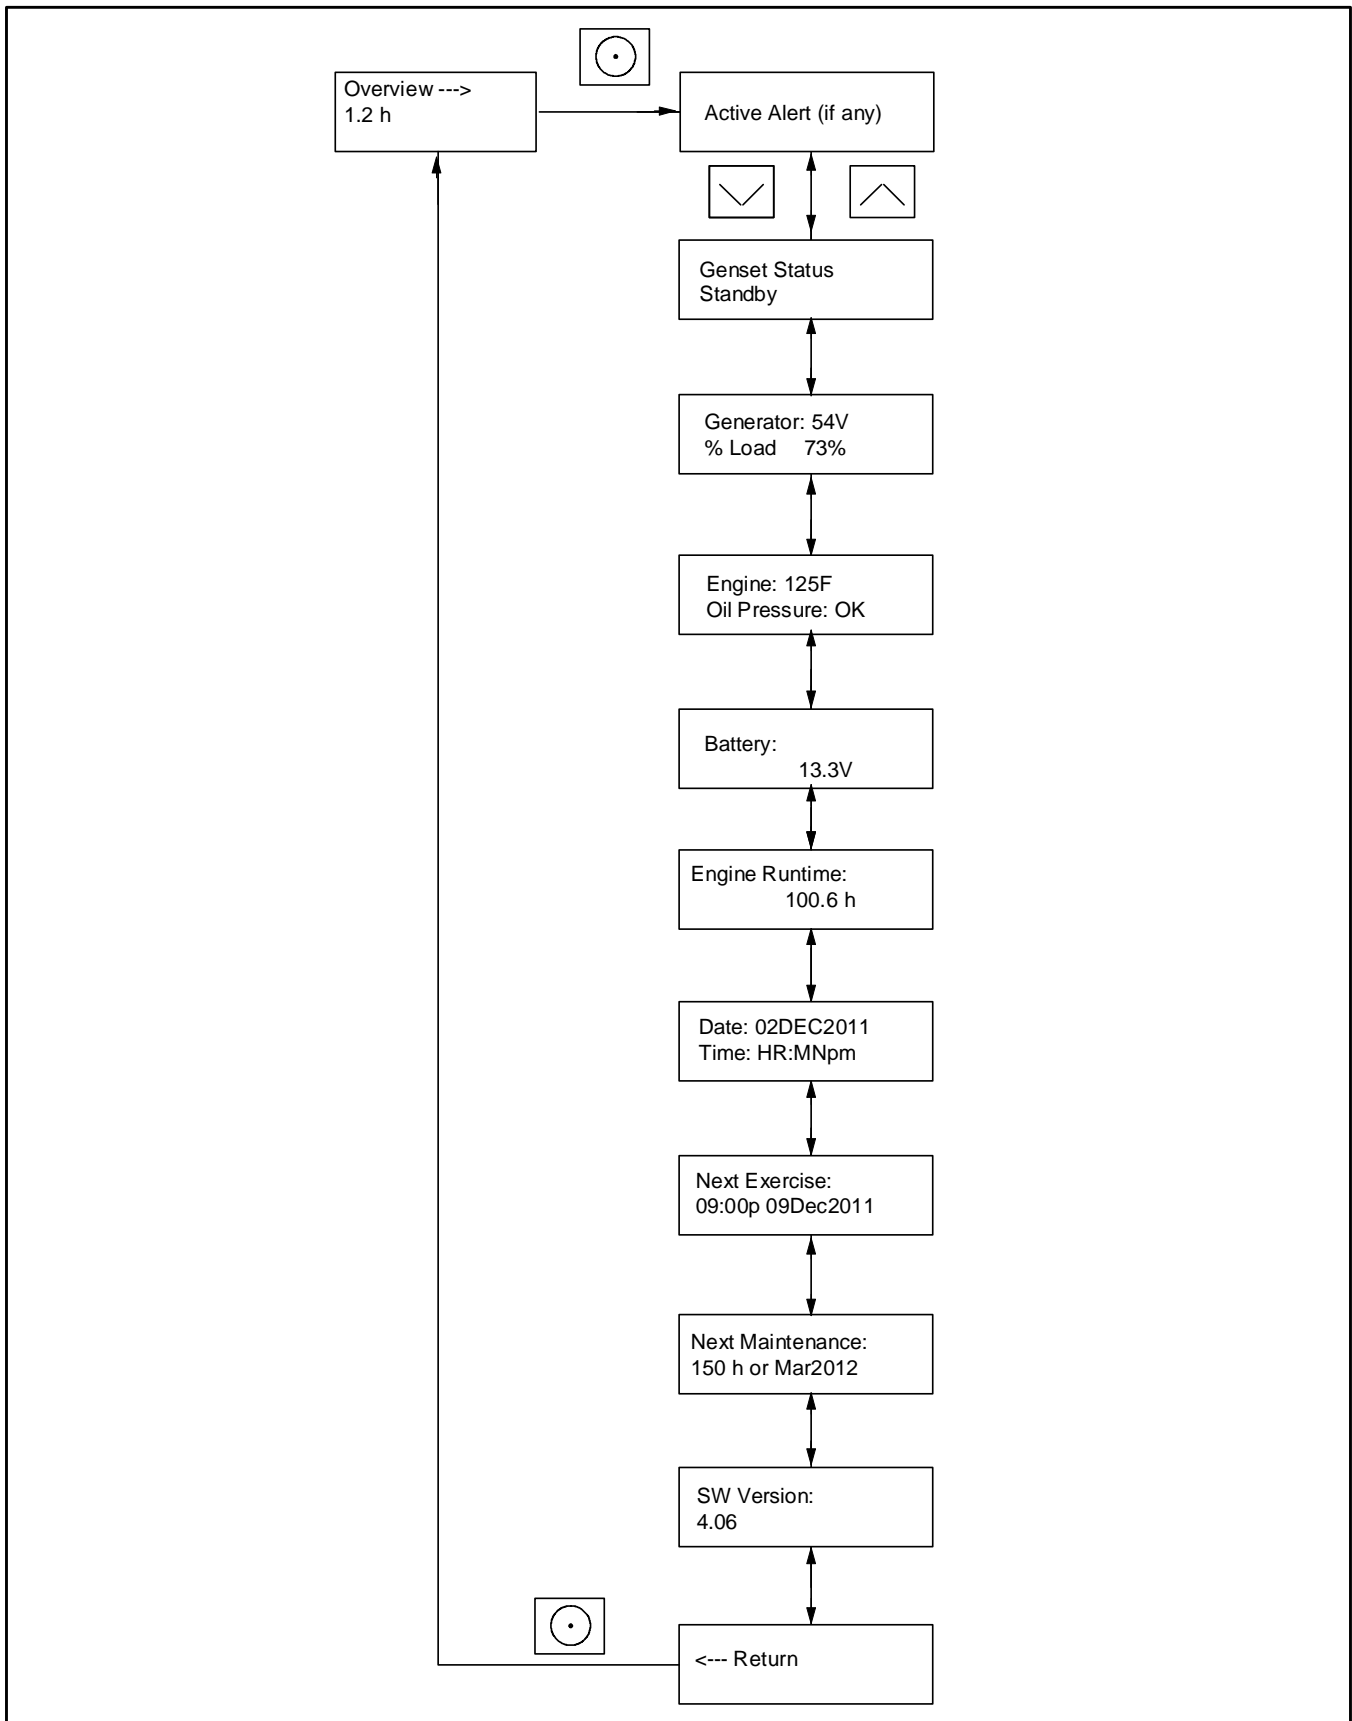 Overview --->
1.2 h
Active Alert (if any)
Genset Status
Standby
Generator: 54V
% Load 73%
Engine: 125F
Oil Pressure: OK
Battery:
13.3V
Engine Runtime:
100.6 h
Date: 02DEC2011
Time: HR:MNpm
Next Exercise:
09:00p 09Dec2011
Next Maintenance:
150 h or Mar2012
SW Version:
4.06
<--- Return